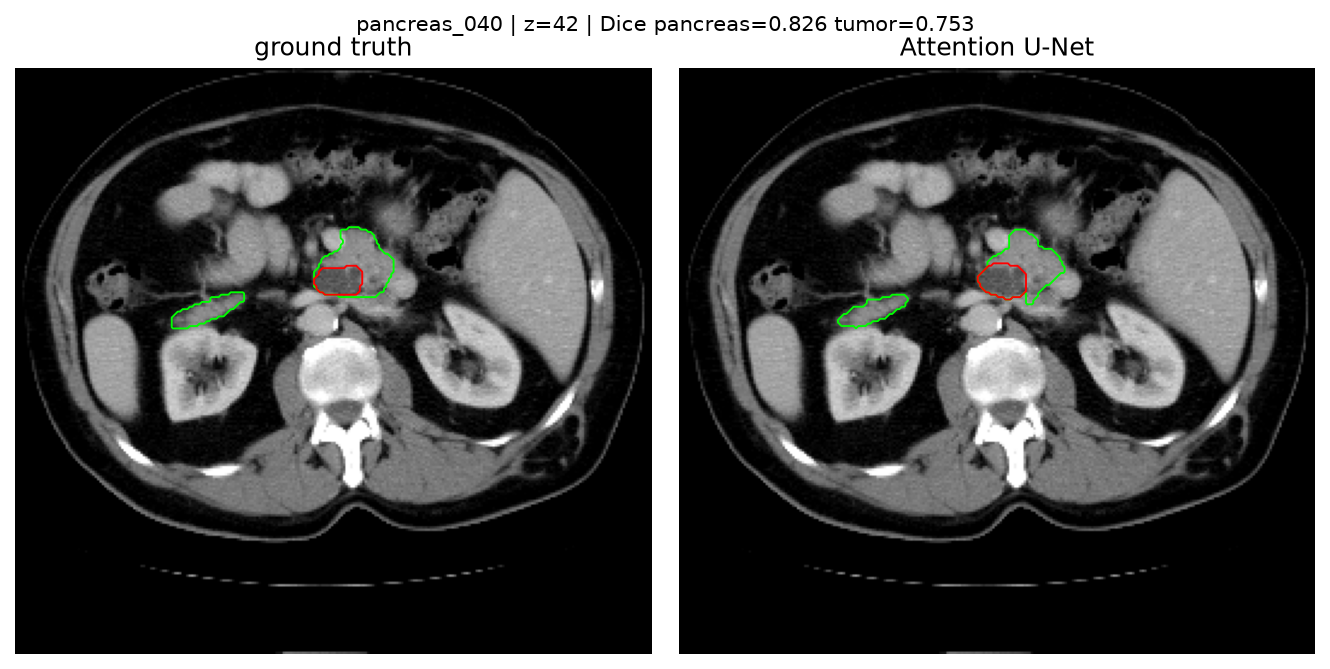 pancreas_040 | z=42 | Dice pancreas=0.826 tumor=0.753
ground truth
Attention U-Net